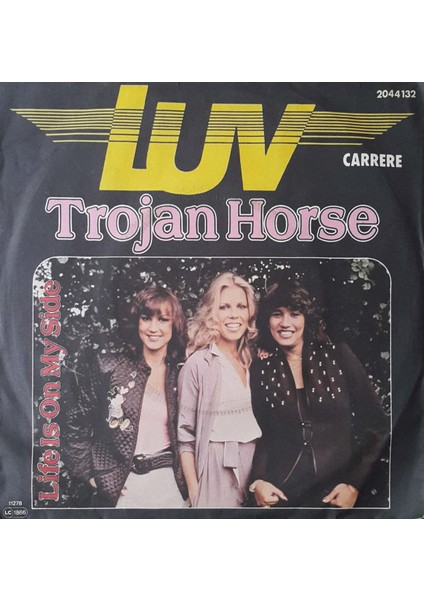 2044132
LUV
CARRERE
Trojan Horse
Life Is On My Side
11278
LC 1866